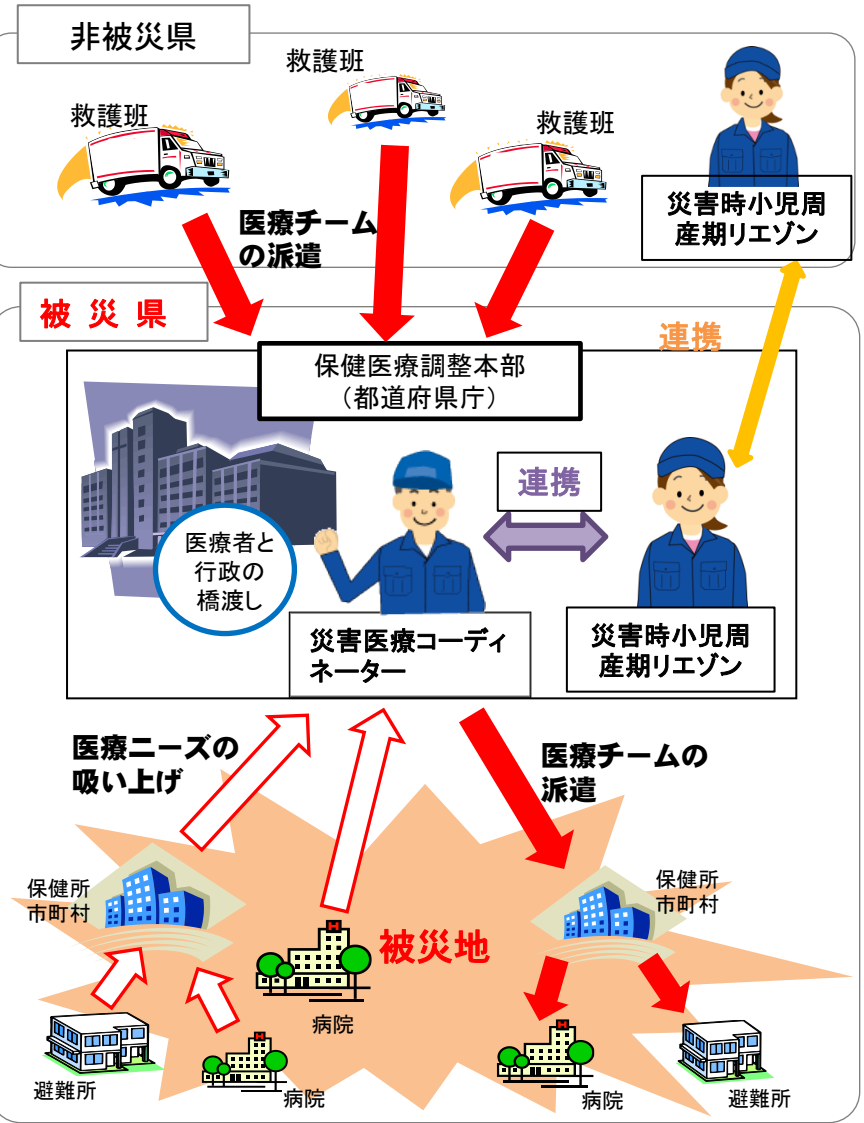 非被災県
救護班
救護班
救護班
医療チーム
の派遣
災害時小児周
産期リエゾン
被災県
連携
保健医療調整本部
（都道府県庁）
連携
医療者と
行政の
橋渡し
災害医療コーディ
ネーター
災害時小児周
産期リエゾン
医療ニーズの
吸い上げ
医療チームの
派遣
保健所
市町村
保健所
市町村
被災地
H
病院
H
病院
避難所
H
病院
避難所